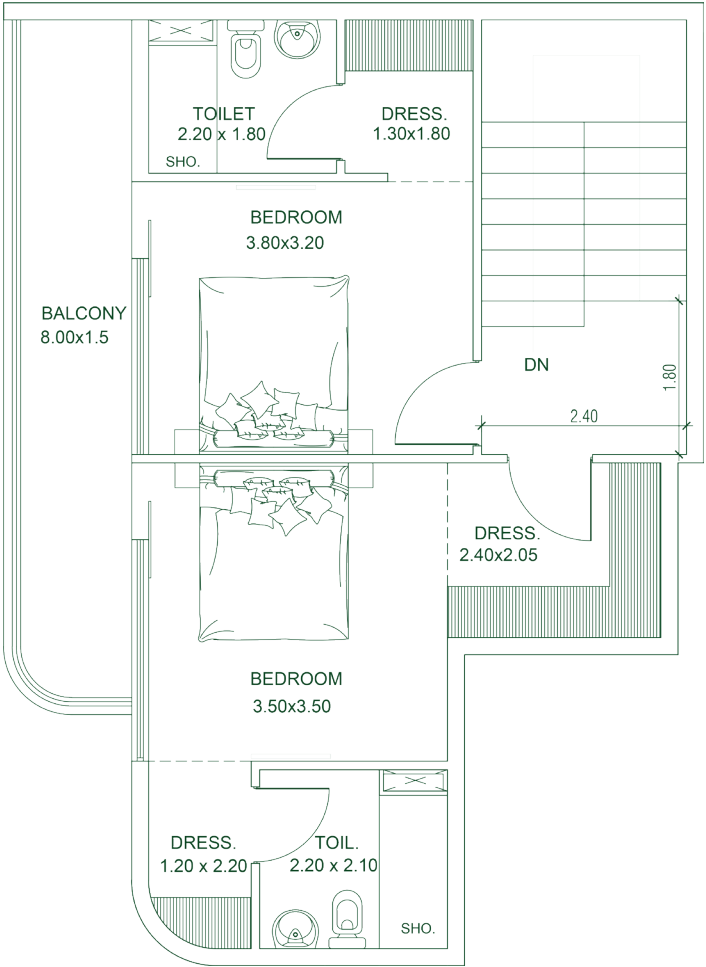 TOILET
2.20 x 1.80
SHO.
DRESS.
1.30x1.80
BEDROOM
3.80x3.20
BALCONY
8.00x1.5
DN
1.80
2.40
DRESS.
2.40x2.05
BEDROOM
3.50x3.50
DRESS.
1.20 x 2.20
TOIL.
2.20 x 2.10
SHO.